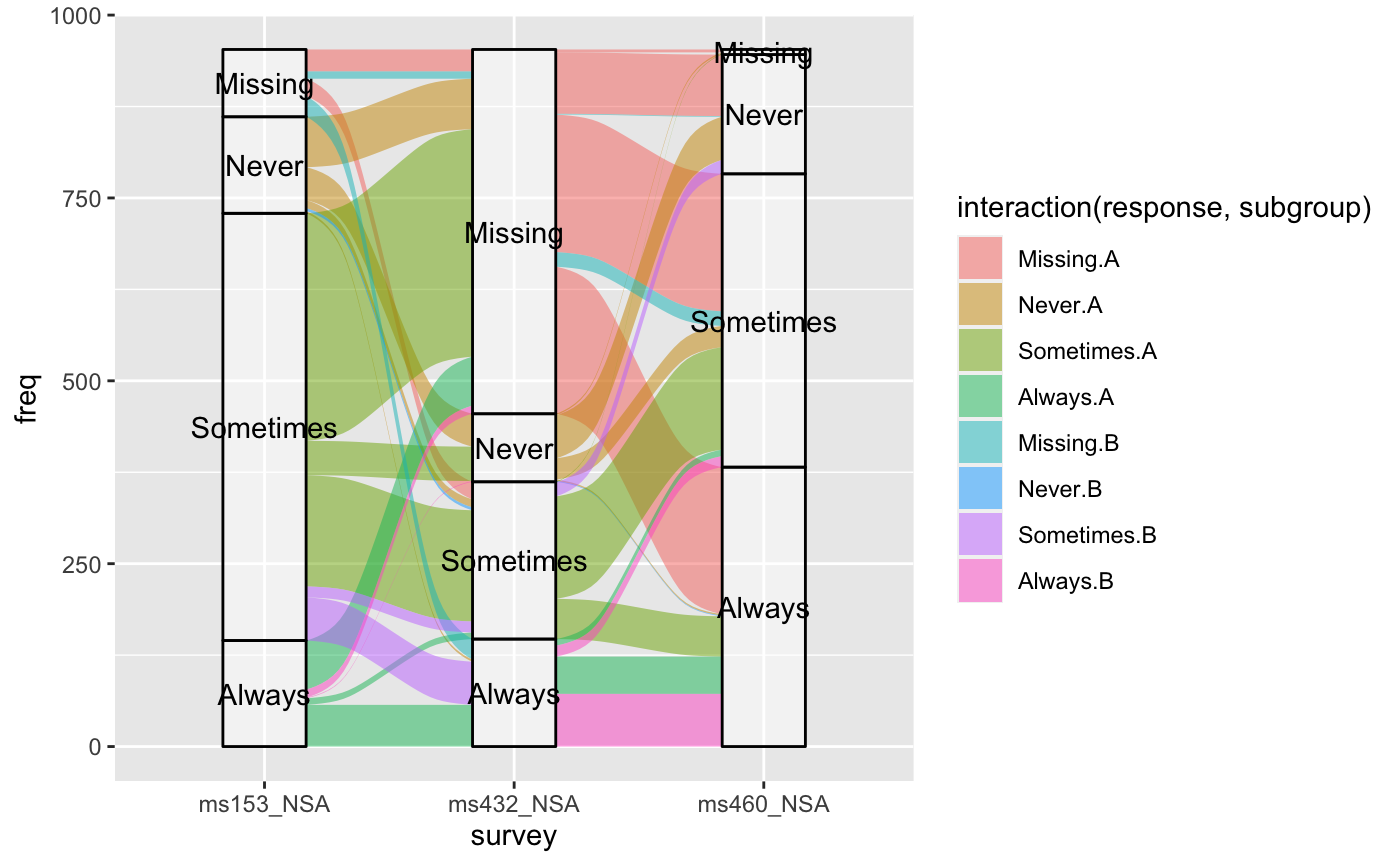 1000
750
500
250
0
freq
Missing
Never
Sometimes
Always
Missing
Never
Sometimes
Always
Missing
Never
Sometimes
Always
ms153_NSA
ms432_NSA
ms460_NSA
survey
interaction(response, subgroup)
Missing.A
Never.A
Sometimes.A
Always.A
Missing.B
Never.B
Sometimes.B
Always.B